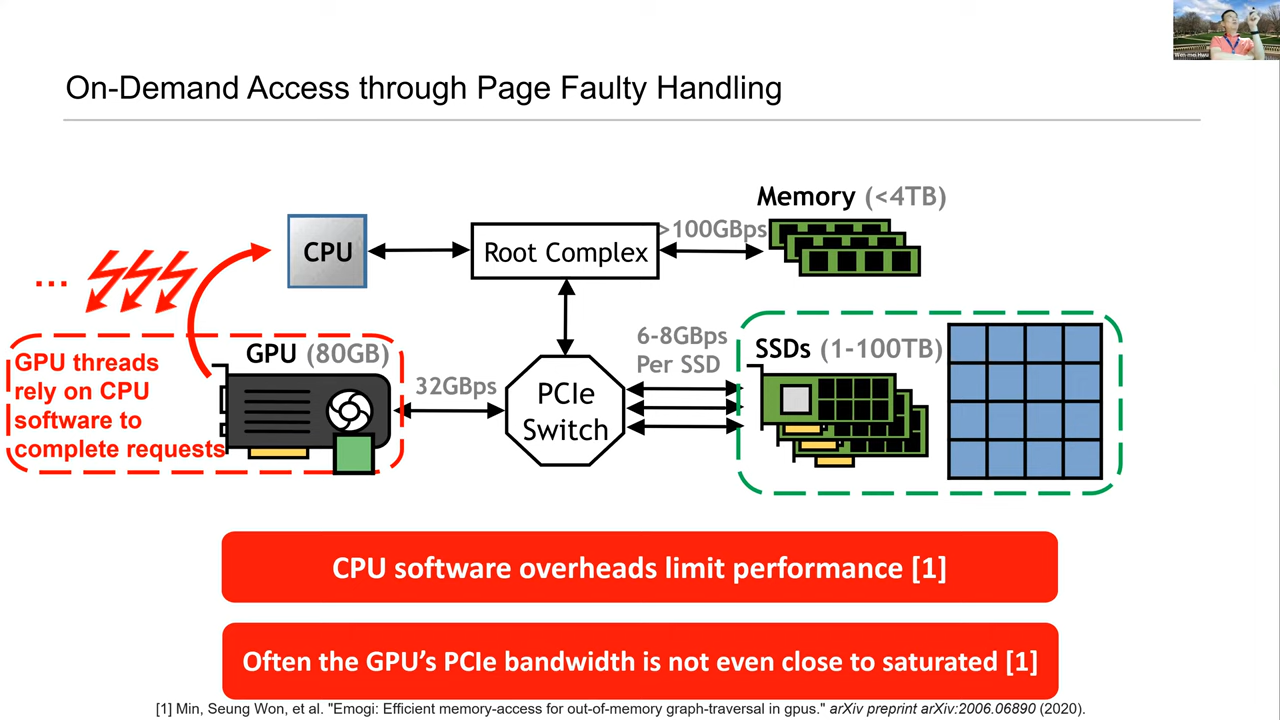 Wen-mei Hwu
On-Demand Access through Page Faulty Handling
Memory (<4TB)
>100GBps
CPU
Root Complex
...
6-8GBps
Per SSD
SSDs (1-100TB)
GPU threads
rely on CPU
software to
complete requests
GPU (80GB)
32GBps
PCIe
Switch
CPU software overheads limit performance [1]
Often the GPU’s PCIe bandwidth is not even close to saturated [1]
[1] Min, Seung Won, et al. "Emogi: Efficient memory-access for out-of-memory graph-traversal in gpus." arXiv preprint arXiv:2006.06890 (2020).